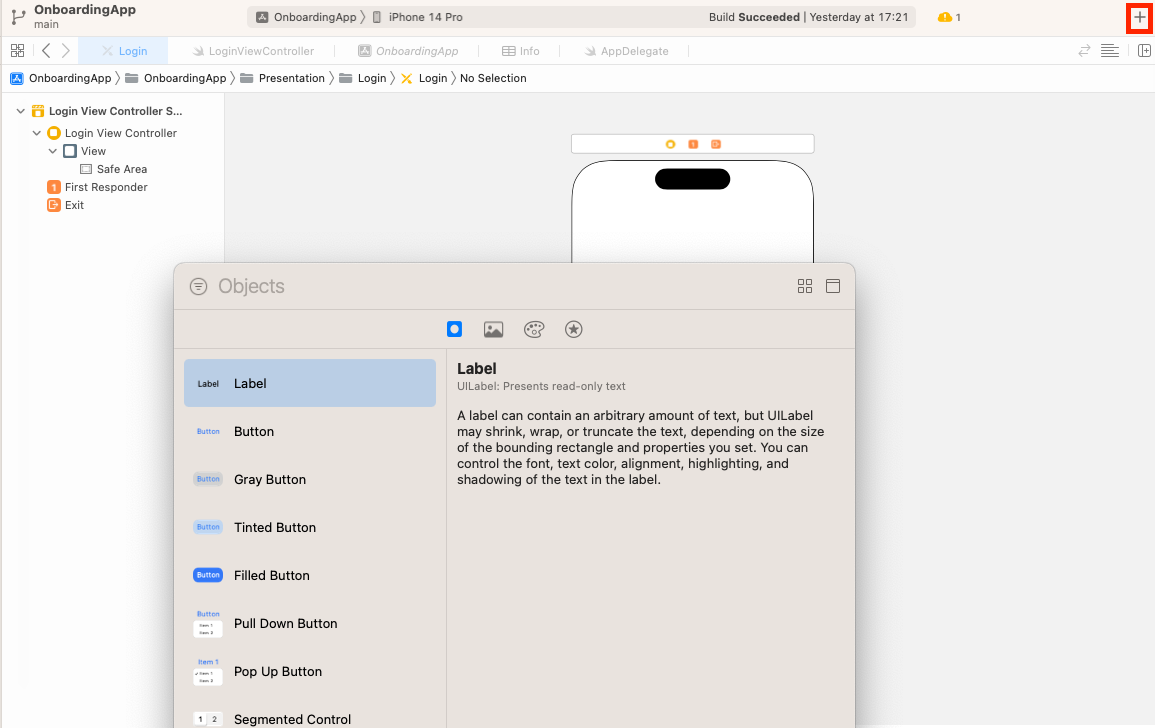 OnboardingApp
main
OnboardingApp 〉 iPhone 14 Pro
Build Succeeded | Yesterday at 17:21
1
Login
LoginViewController
OnboardingApp
Info
AppDelegate
OnboardingApp 〉 OnboardingApp 〉 Presentation 〉 Login 〉 Login 〉 No Selection
Login View Controller S...
Login View Controller
View
Safe Area
1 First Responder
Exit
1
Objects
Label Label
Button Button
Button Gray Button
Button Tinted Button
Button Filled Button
Button
Item 1
Item 2
Pull Down Button
Item 1
✓ Item 1
Item 2
Pop Up Button
1 2 Segmented Control
Label
UILabel: Presents read-only text
A label can contain an arbitrary amount of text, but UILabel
may shrink, wrap, or truncate the text, depending on the size
of the bounding rectangle and properties you set. You can
control the font, text color, alignment, highlighting, and
shadowing of the text in the label.